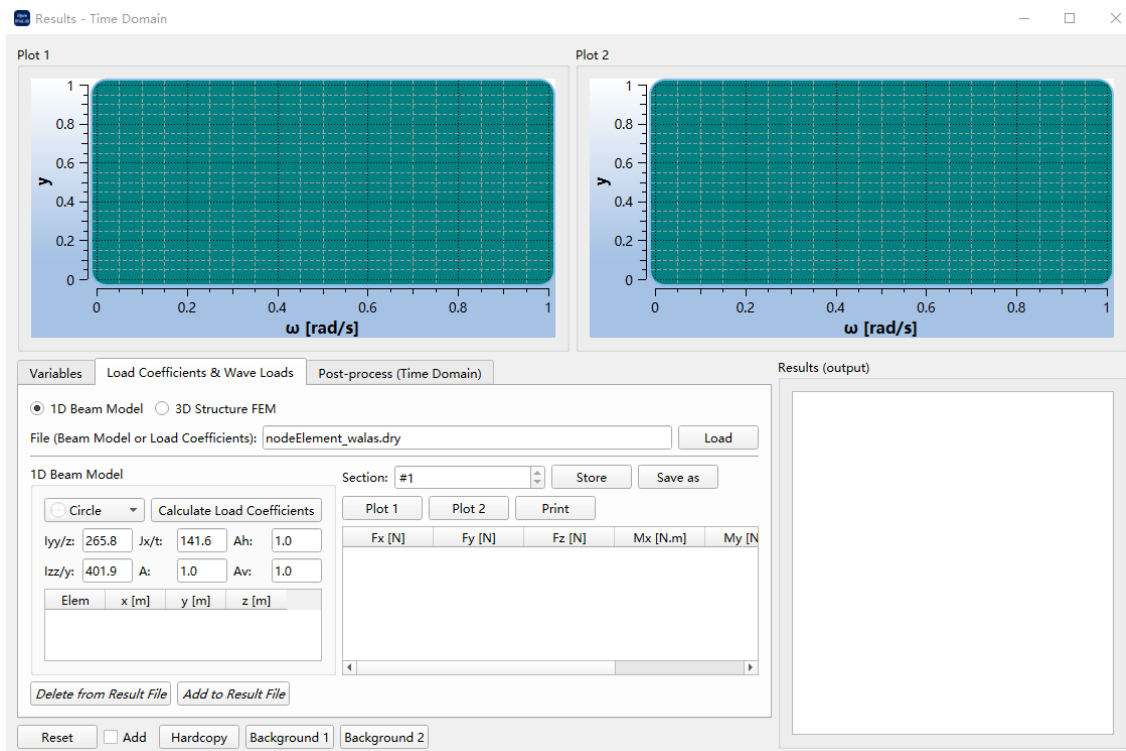 Results - Time Domain
Plot 1
Plot 2
1
0.8
0.6
0.4
0.2
0
y
0 0.2 0.4 0.6 0.8 1
ω [rad/s]
1
0.8
0.6
0.4
0.2
0
y
0 0.2 0.4 0.6 0.8 1
ω [rad/s]
Variables Load Coefficients & Wave Loads Post-process (Time Domain)
1D Beam Model 3D Structure FEM
File (Beam Model or Load Coefficients): nodeElement_walas.dry Load
1D Beam Model
Circle Calculate Load Coefficients
Iyy/z: 265.8 Jx/t: 141.6 Ah: 1.0
Izz/y: 401.9 A: 1.0 Av: 1.0
Elem x [m] y [m] z [m]
Section: #1 Store Save as
Plot 1 Plot 2 Print
Fx [N] Fy [N] Fz [N] Mx [N.m] My [N
Delete from Result File Add to Result File
Results (output)
Reset Add Hardcopy Background 1 Background 2